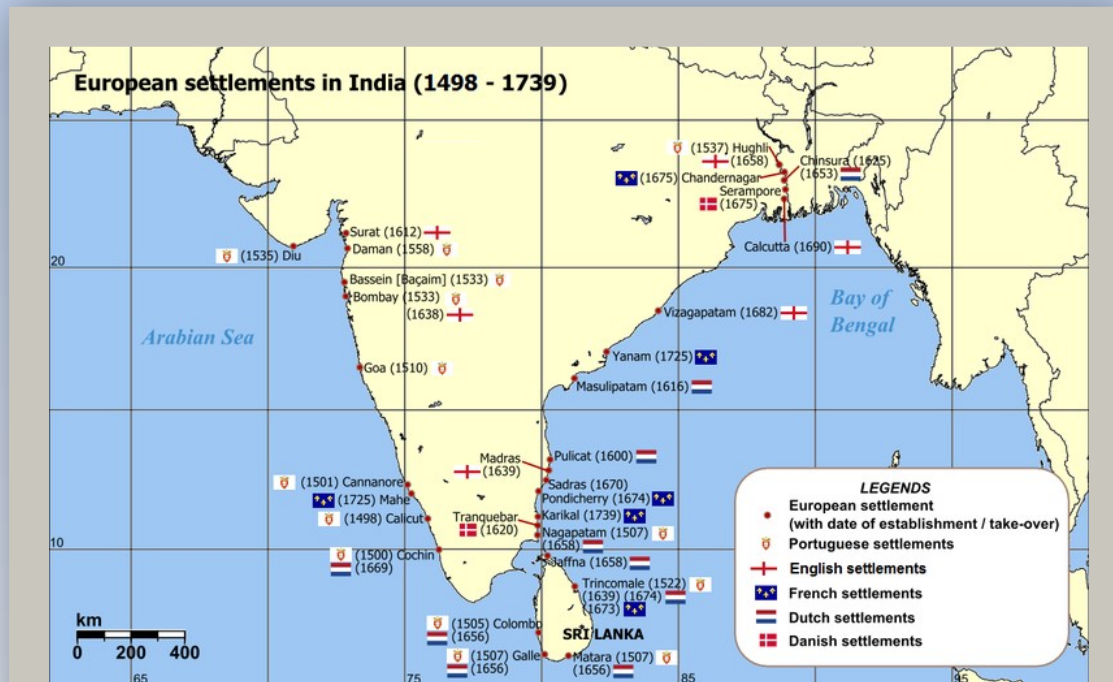 European settlements in India (1498 - 1739)
(1537) Hughli
(1658)
Chinsura (1625)
(1653)
(1675) Chandernagar
Serampore
(1675)
Calcutta (1690)
Surat (1612)
Daman (1558)
(1535) Diu
20
Bassein [Baçaim] (1533)
Bombay (1533)
(1638)
Arabian Sea
Bay of
Bengal
Vizagapatam (1682)
Yanam (1725)
Goa (1510)
Masulipatam (1616)
Madras
(1639)
Pulicat (1600)
(1501) Cannanore
(1725) Mahe
(1498) Calicut
Sadras (1670)
Pondicherry (1674)
Tranquebar
(1620)
Karikal (1739)
Nagapatam (1507)
(1658)
10
(1500) Cochin
(1669)
Jaffna (1658)
Trincomale (1522)
(1639) (1674)
(1673)
(1505) Colombo
(1656)
SRI LANKA
(1507) Galle
(1656)
Matara (1507)
(1656)
km
0 200 400
65
75
85
95
LEGENDS
European settlement
(with date of establishment / take-over)
Portuguese settlements
English settlements
French settlements
Dutch settlements
Danish settlements